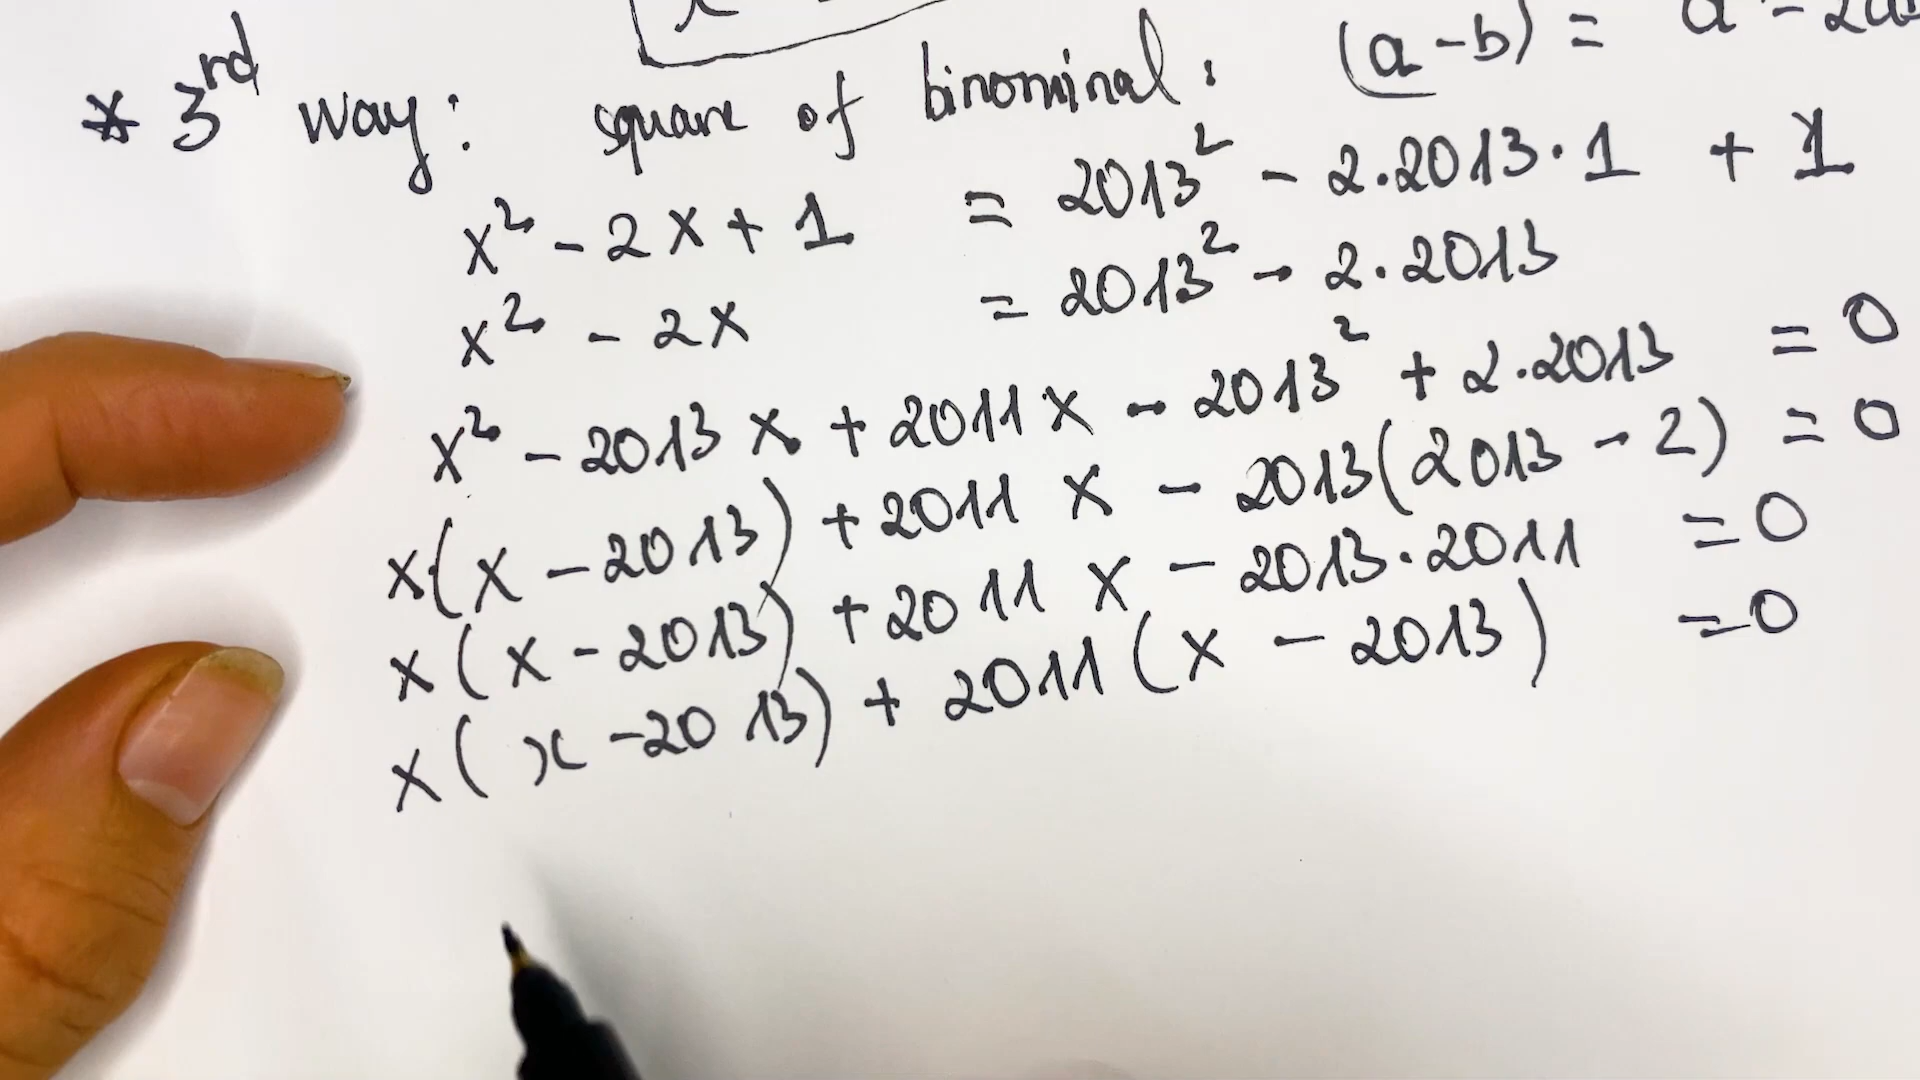 * 3rd way: square of binominal: (a-b) = a - 2a
x² - 2x + 1 = 2013² - 2.2013.1 + 1
x² - 2x = 2013² - 2.2013
x² - 2013x + 2011x - 2013² + 2.2013 = 0
x(x - 2013) + 2011x - 2013(2013 - 2) = 0
x(x - 2013) + 2011x - 2013.2011 = 0
x(x - 2013) + 2011(x - 2013) = 0